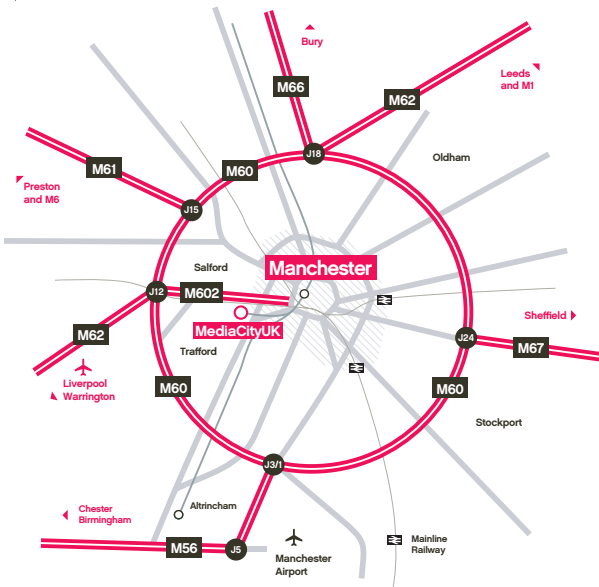 Bury
M66
Leeds
and M1
M62
J18
M60
M61
Oldham
Preston
and M6
J15
Salford
Manchester
J12
M602
MediaCityUK
Sheffield
M62
Trafford
J24
M67
Liverpool
Warrington
M60
M60
Stockport
J3/1
Chester
Birmingham
Altrincham
M56
J5
Manchester
Airport
Mainline
Railway